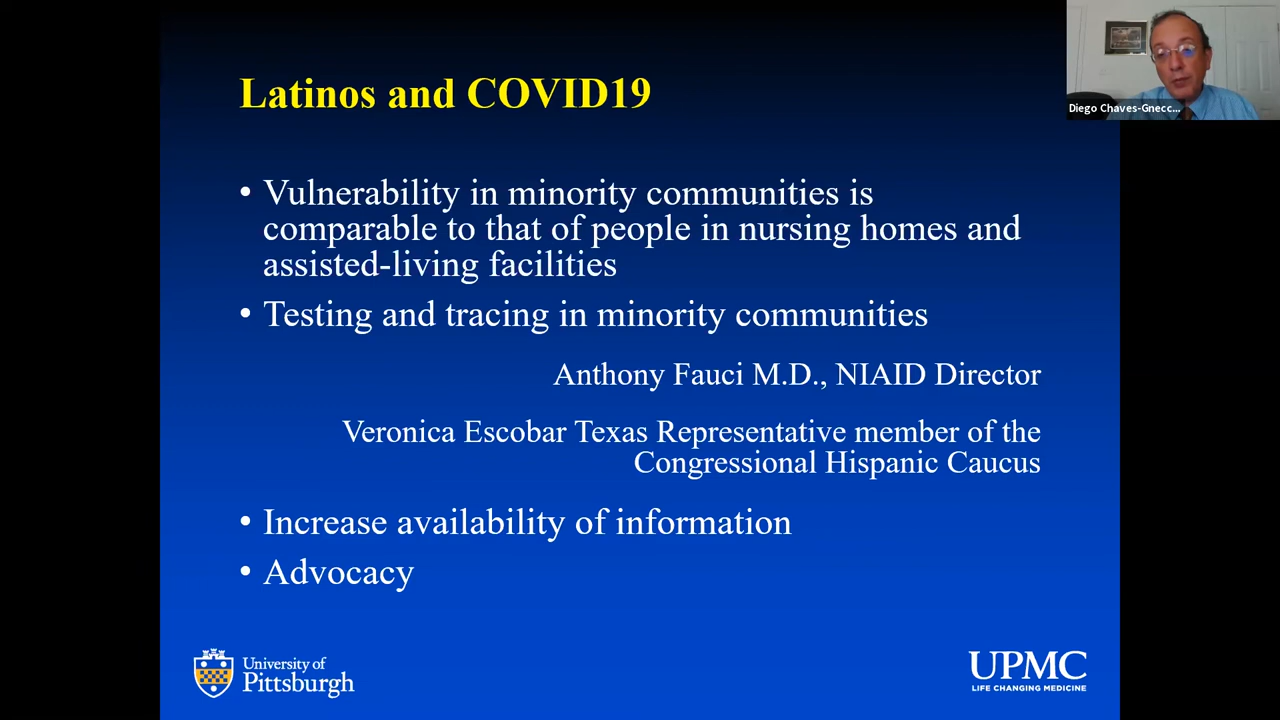 Latinos and COVID19
Diego Chaves-Gnecc...
• Vulnerability in minority communities is
comparable to that of people in nursing homes and
assisted-living facilities
• Testing and tracing in minority communities
Anthony Fauci M.D., NIAID Director
Veronica Escobar Texas Representative member of the
Congressional Hispanic Caucus
• Increase availability of information
• Advocacy
University of
Pittsburgh
UPMC
LIFE CHANGING MEDICINE